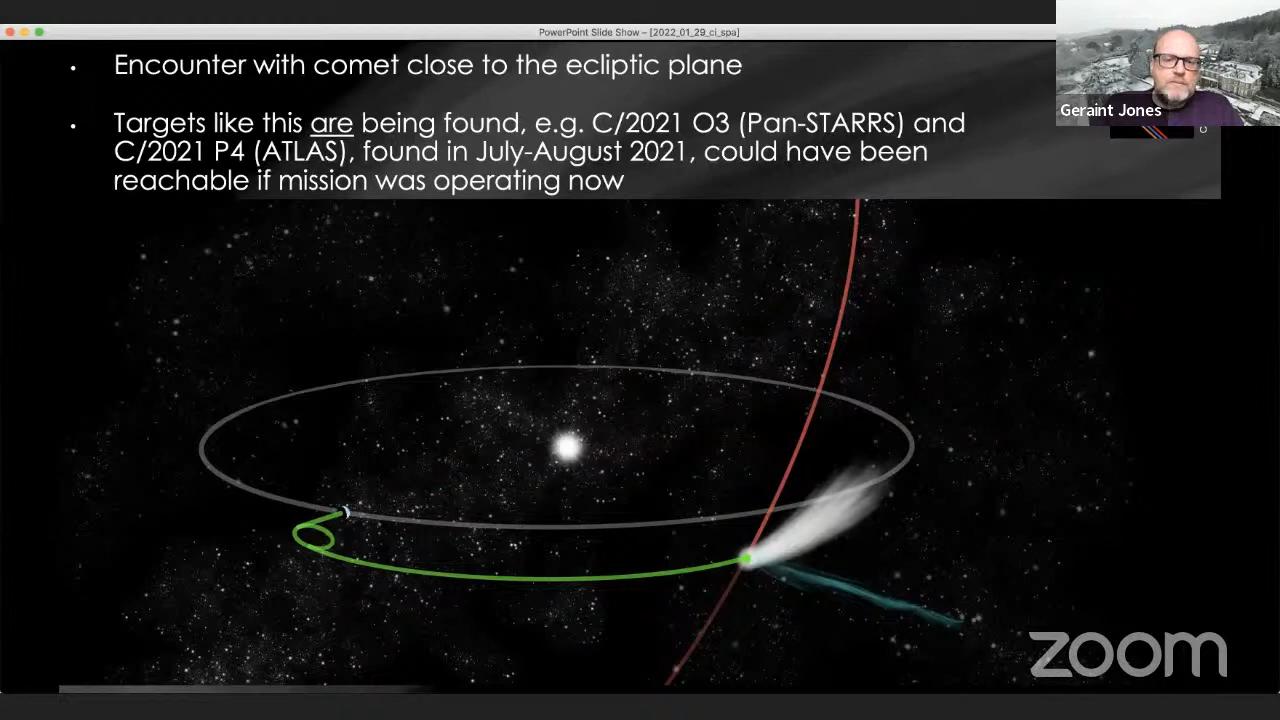 PowerPoint Slide Show – [2022_01_29_ci_spa]
• Encounter with comet close to the ecliptic plane
• Targets like this are being found, e.g. C/2021 O3 (Pan-STARRS) and
C/2021 P4 (ATLAS), found in July-August 2021, could have been
reachable if mission was operating now
Geraint Jones
zoom